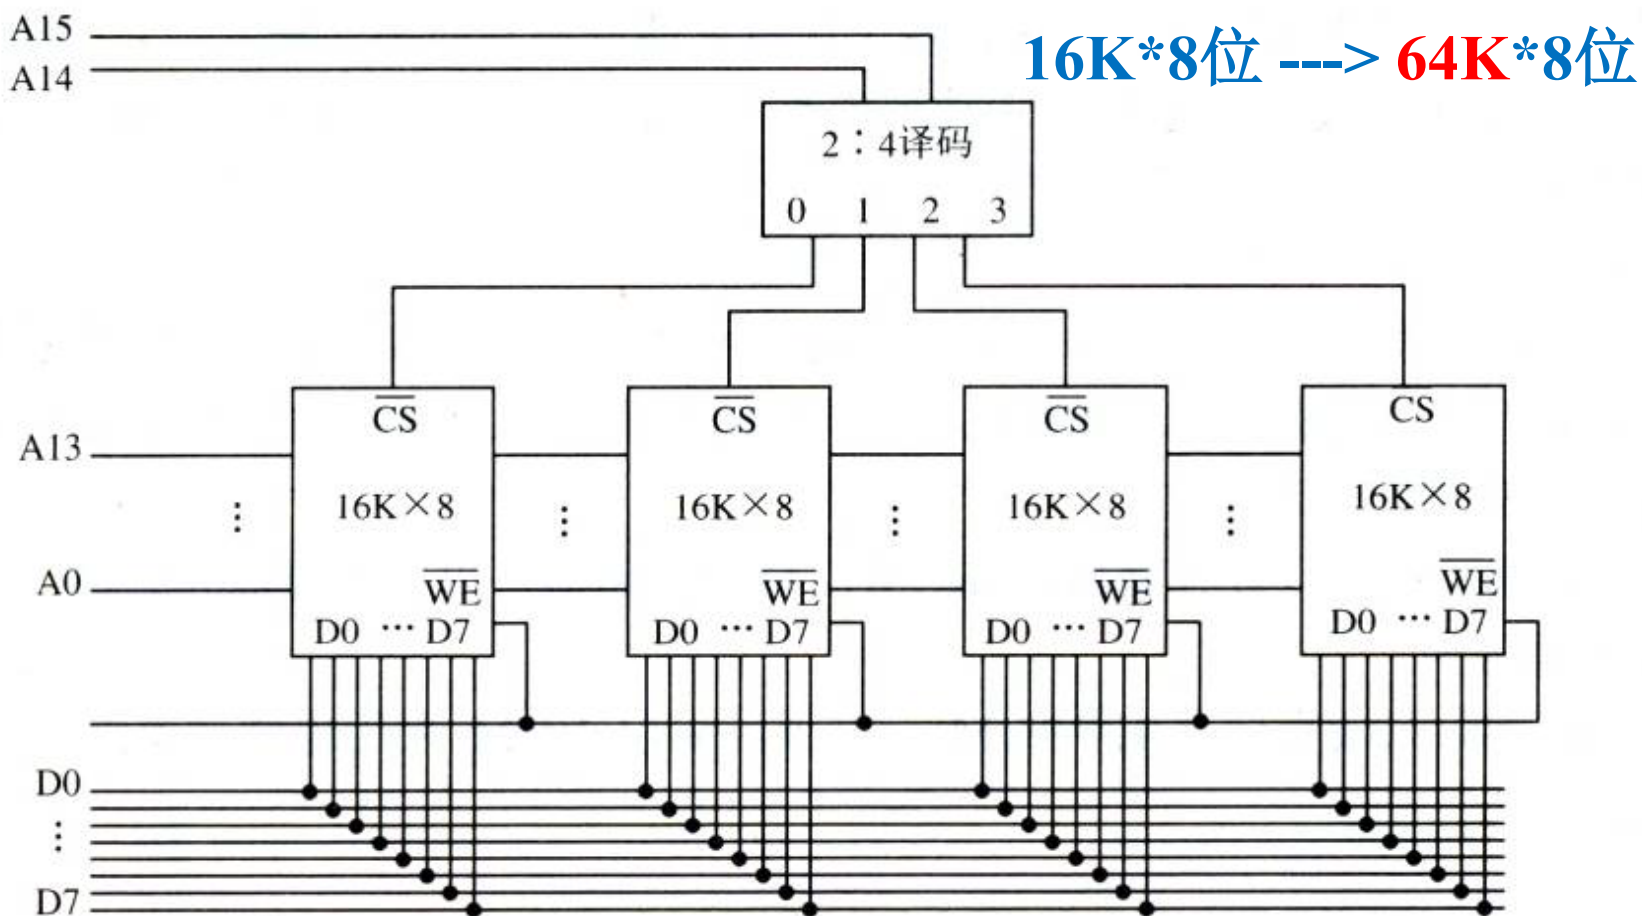 A15
16K*8位 ---> 64K*8位
A14
2:4译码
0 1 2 3
CS CS CS CS
A13
16K×8 16K×8 16K×8 16K×8
⋮ ⋮ ⋮ ⋮
A0
WE WE WE WE
D0 ⋯ D7 D0 ⋯ D7 D0 ⋯ D7 D0 ⋯ D7
D0
⋮
D7